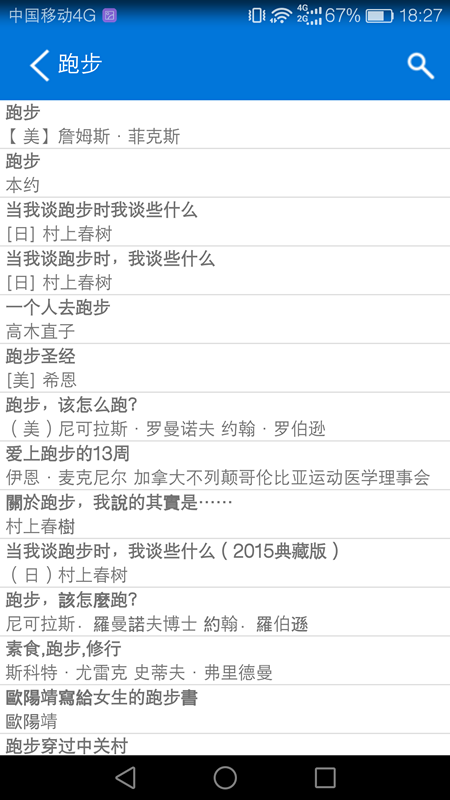 中国移动4G 4G 2G 67% 18:27
跑步
跑步
【 美】詹姆斯 · 菲克斯
跑步
本约
当我谈跑步时我谈些什么
[日] 村上春树
当我谈跑步时，我谈些什么
[日] 村上春树
一个人去跑步
高木直子
跑步圣经
[美] 希恩
跑步，该怎么跑？
（美）尼可拉斯 · 罗曼诺夫 约翰 · 罗伯逊
爱上跑步的13周
伊恩 · 麦克尼尔 加拿大不列颠哥伦比亚运动医学理事会
關於跑步，我說的其實是……
村上春樹
当我谈跑步时，我谈些什么（2015典藏版）
（日）村上春树
跑步，該怎麼跑？
尼可拉斯．羅曼諾夫博士 約翰．羅伯遜
素食,跑步,修行
斯科特 · 尤雷克 史蒂夫 · 弗里德曼
歐陽靖寫給女生的跑步書
歐陽靖
跑步穿过中关村